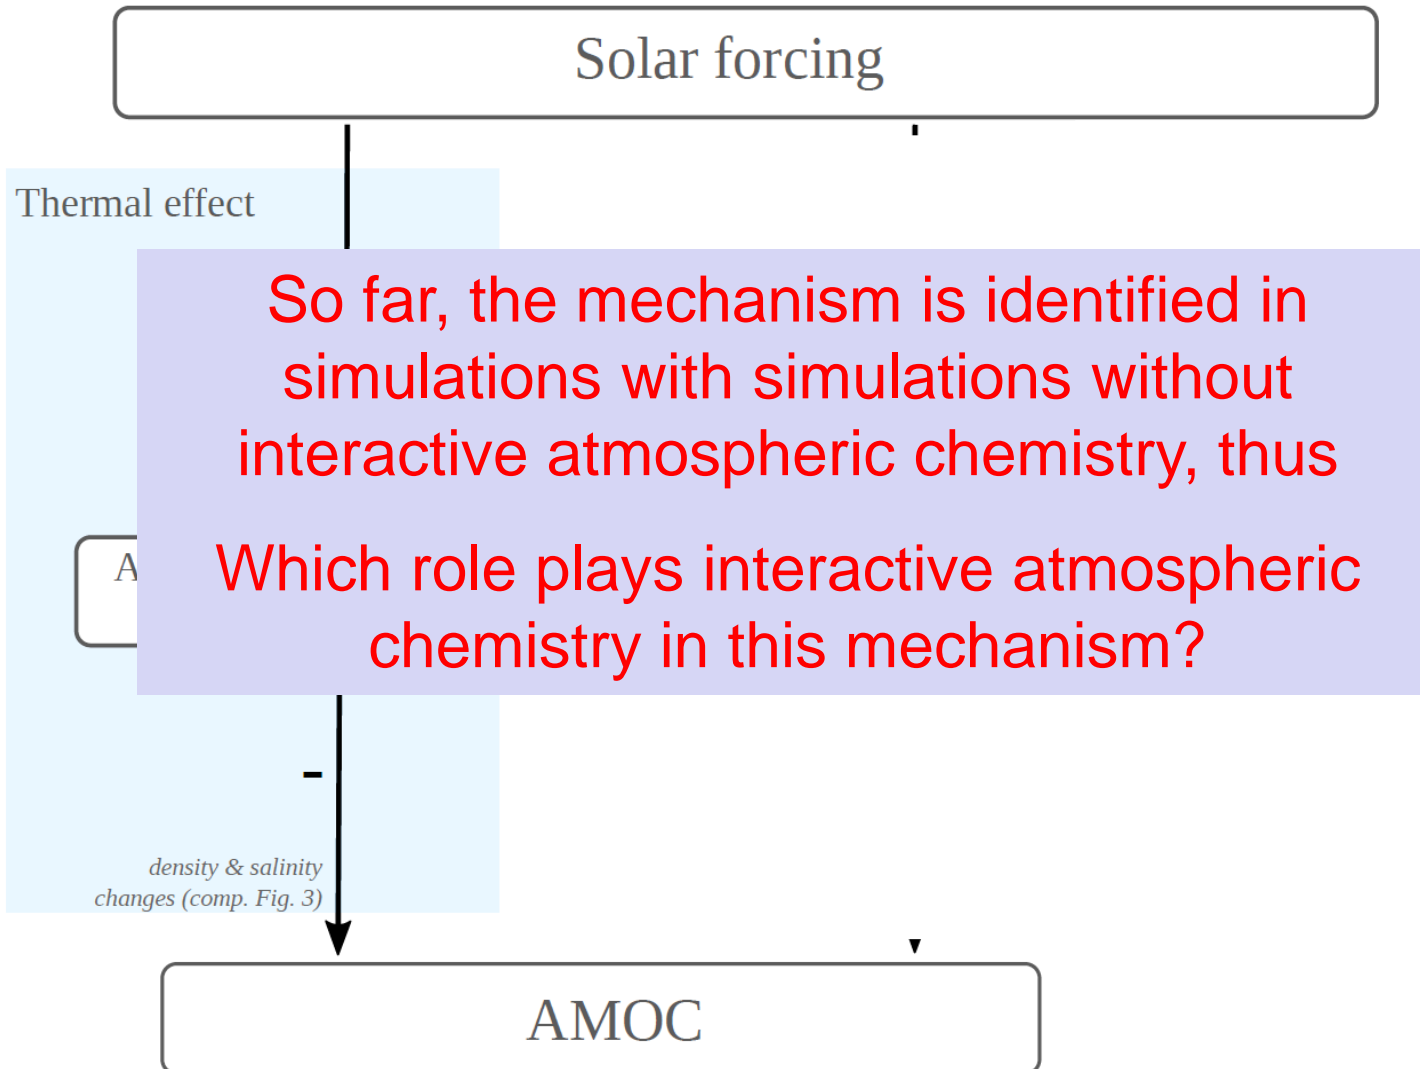 Solar forcing
Thermal effect
So far, the mechanism is identified in
simulations with simulations without
interactive atmospheric chemistry, thus
A
Which role plays interactive atmospheric
chemistry in this mechanism?
-
density & salinity
changes (comp. Fig. 3)
AMOC